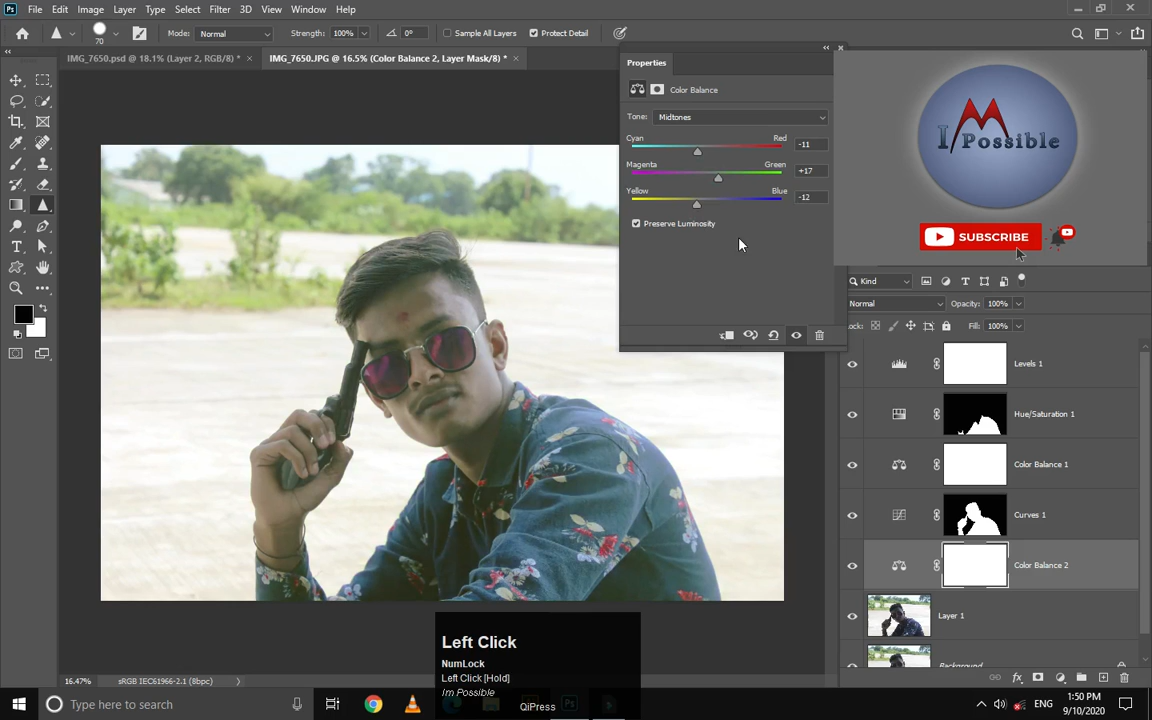 Ps File Edit Image Layer Type Select Filter 3D View Window Help
70 Mode: Normal Strength: 100% 0° Sample All Layers Protect Detail
IMG_7650.psd @ 18.1% (Layer 2, RGB/8) * × IMG_7650.JPG @ 16.5% (Color Balance 2, Layer Mask/8) * ×
Properties
Color Balance
Tone: Midtones
Cyan Red -11
Magenta Green +17
Yellow Blue -12
Preserve Luminosity
I M Possible
SUBSCRIBE
Kind
Normal Opacity: 100%
Fill: 100%
Levels 1
Hue/Saturation 1
Color Balance 1
Curves 1
Color Balance 2
Layer 1
Background
Left Click
NumLock
Left Click [Hold]
Im Possible
QiPress
16.47% sRGB IEC61966-2.1 (8bpc)
Type here to search
ENG
1:50 PM
9/10/2020